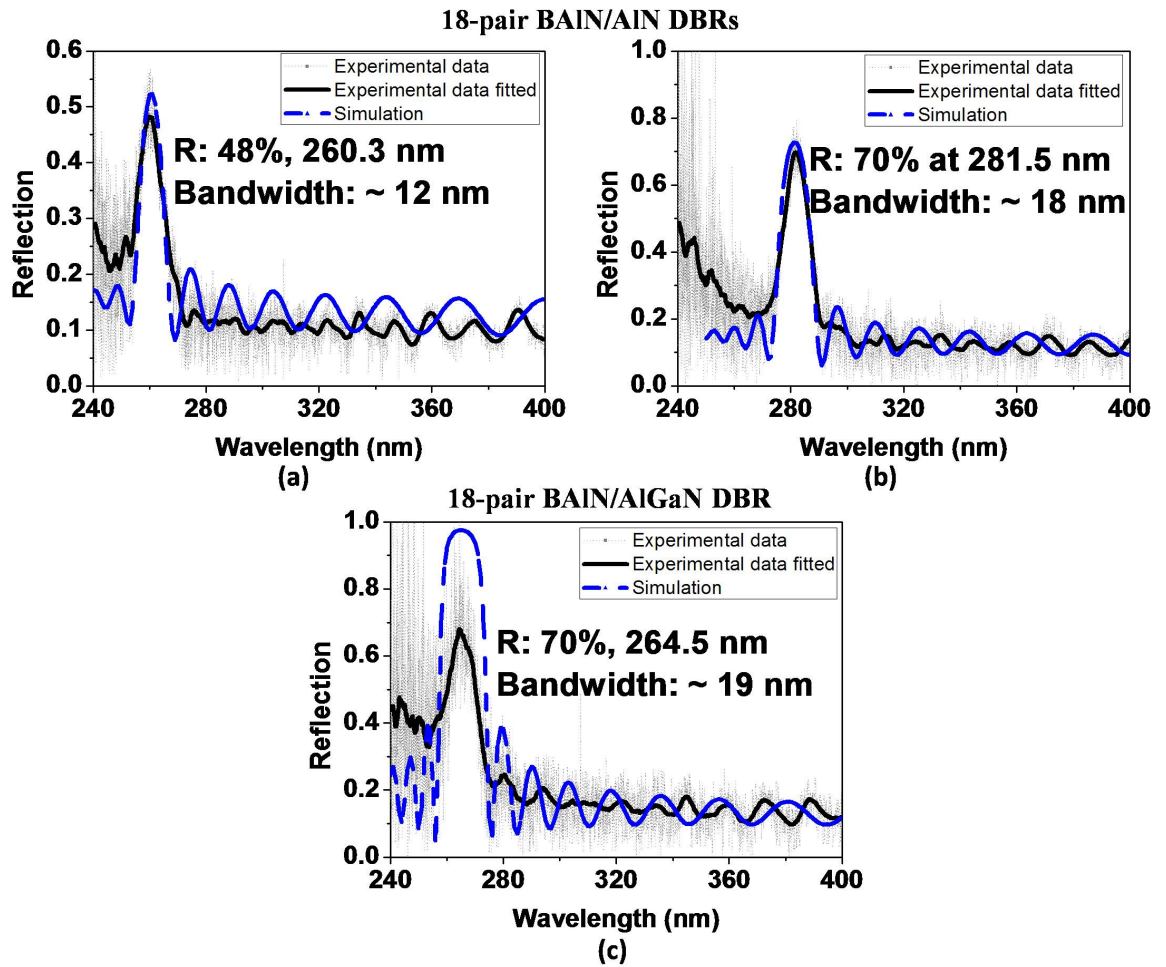 18-pair BAlN/AlN DBRs
0.6
0.5
0.4
0.3
0.2
0.1
0.0
Reflection
Experimental data
Experimental data fitted
Simulation
R: 48%, 260.3 nm
Bandwidth: ~ 12 nm
240 280 320 360 400
Wavelength (nm)
(a)
1.0
0.8
0.6
0.4
0.2
0.0
Reflection
Experimental data
Experimental data fitted
Simulation
R: 70% at 281.5 nm
Bandwidth: ~ 18 nm
240 280 320 360 400
Wavelength (nm)
(b)
18-pair BAlN/AlGaN DBR
1.0
0.8
0.6
0.4
0.2
0.0
Reflection
Experimental data
Experimental data fitted
Simulation
R: 70%, 264.5 nm
Bandwidth: ~ 19 nm
240 280 320 360 400
Wavelength (nm)
(c)